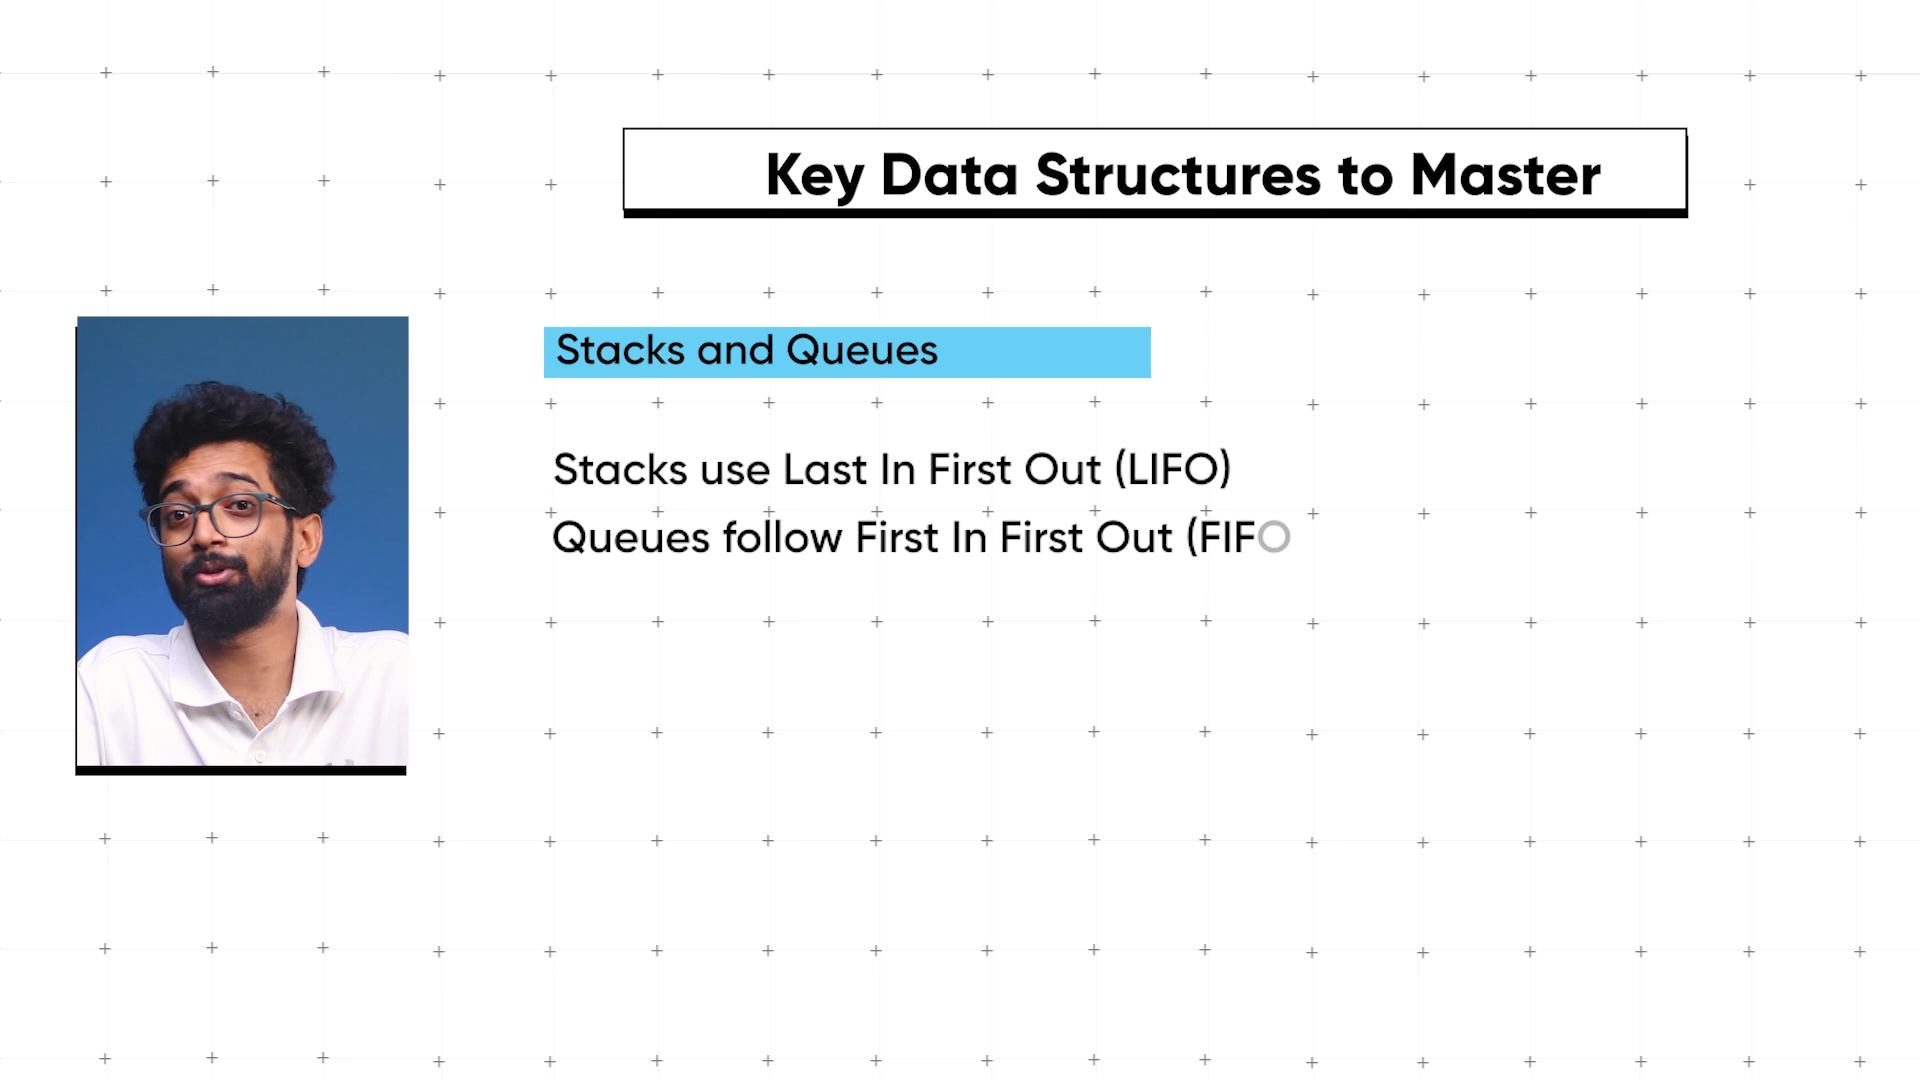 Key Data Structures to Master
Stacks and Queues
Stacks use Last In First Out (LIFO)
Queues follow First In First Out (FIFO